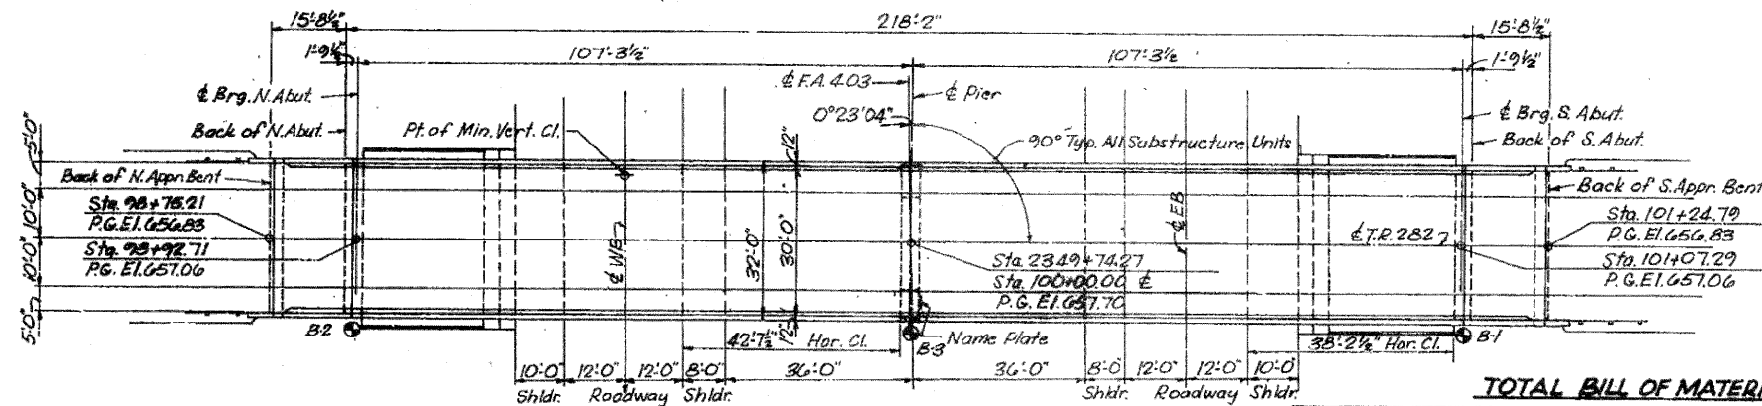 15'-8½" 218'-2" 15'-8½"
1'-9½" 107'-3½" 107'-3½" 1'-9½"
℄ F.A. 403
℄ Brg. N. Abut. ℄ Pier ℄ Brg. S. Abut.
0°23'04"
Back of N. Abut. Pt. of Min. Vert. Cl. 90° Typ. All Substructure Units Back of S. Abut.
5'-0" 12"
Back of N. Appr. Bent Back of S. Appr. Bent
10'-0" 10'-0" 5'-0"
Sta. 98+75.21
P.G. El. 656.83
Sta. 98+92.71
P.G. El. 657.06
℄ WB
32'-0" 30'-0"
℄ EB
℄ T.R. 282
Sta. 101+24.79
P.G. El. 656.83
Sta. 101+07.29
P.G. El. 657.06
Sta. 2349+74.27
Sta. 100+00.00 ℄
P.G. El. 657.70
B-2 12" B-3 Name Plate B-1
42'-7½" Hor. Cl. 38'-2½" Hor. Cl.
10'-0" 12'-0" 12'-0" 8'-0" 36'-0" 36'-0" 8'-0" 12'-0" 12'-0" 10'-0"
Shldr. Roadway Shldr. Shldr. Roadway Shldr.
TOTAL BILL OF MATER